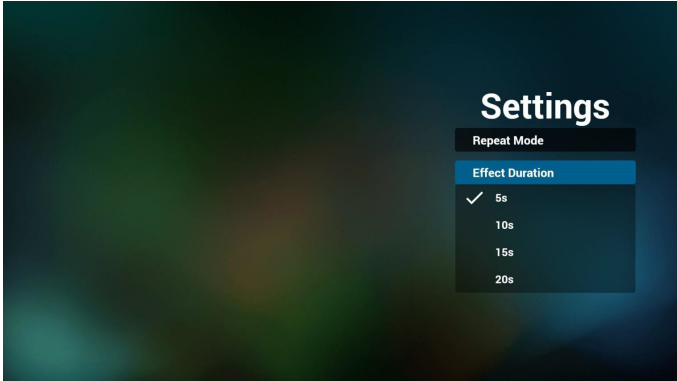 Settings
Repeat Mode
Effect Duration
5s
10s
15s
20s